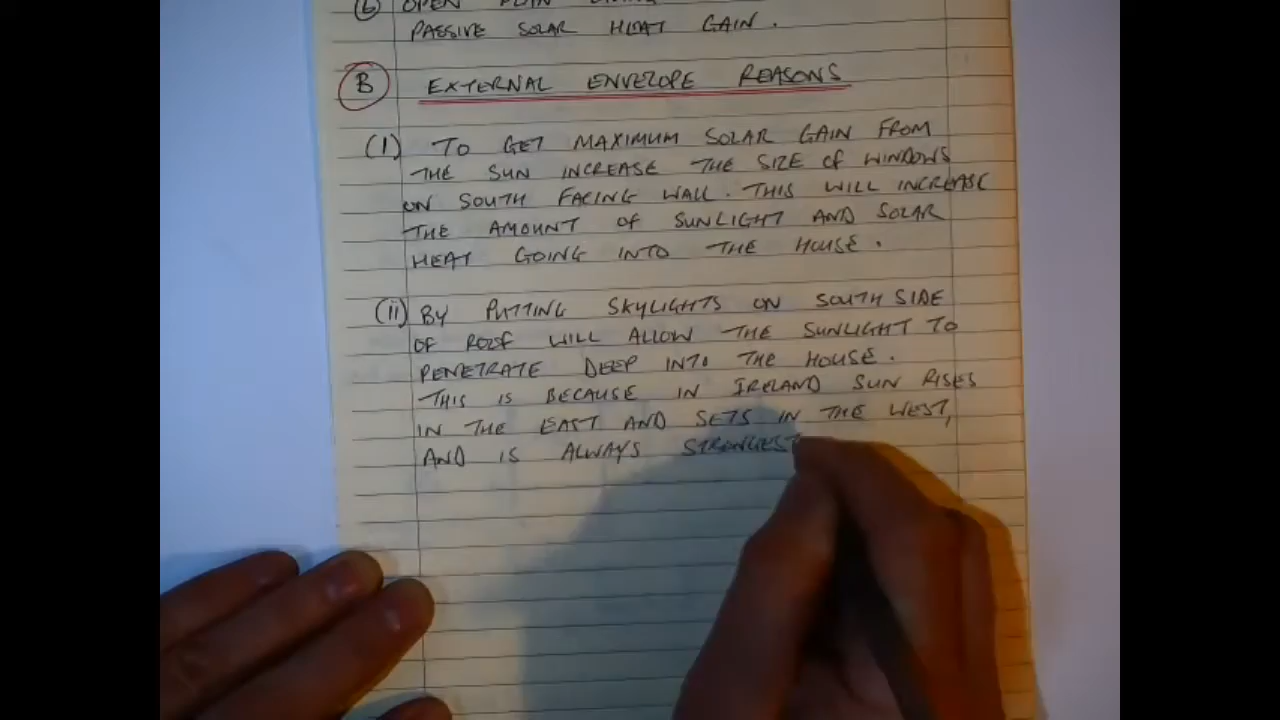 (6) OPEN PLAN LIVING
PASSIVE SOLAR HEAT GAIN.
(B) EXTERNAL ENVELOPE REASONS
(I) TO GET MAXIMUM SOLAR GAIN FROM
THE SUN INCREASE THE SIZE OF WINDOWS
ON SOUTH FACING WALL. THIS WILL INCREASE
THE AMOUNT OF SUNLIGHT AND SOLAR
HEAT GOING INTO THE HOUSE.
(ii) BY PUTTING SKYLIGHTS ON SOUTH SIDE
OF ROOF WILL ALLOW THE SUNLIGHT TO
PENETRATE DEEP INTO THE HOUSE.
THIS IS BECAUSE IN IRELAND SUN RISES
IN THE EAST AND SETS IN THE WEST,
AND IS ALWAYS STRONGEST